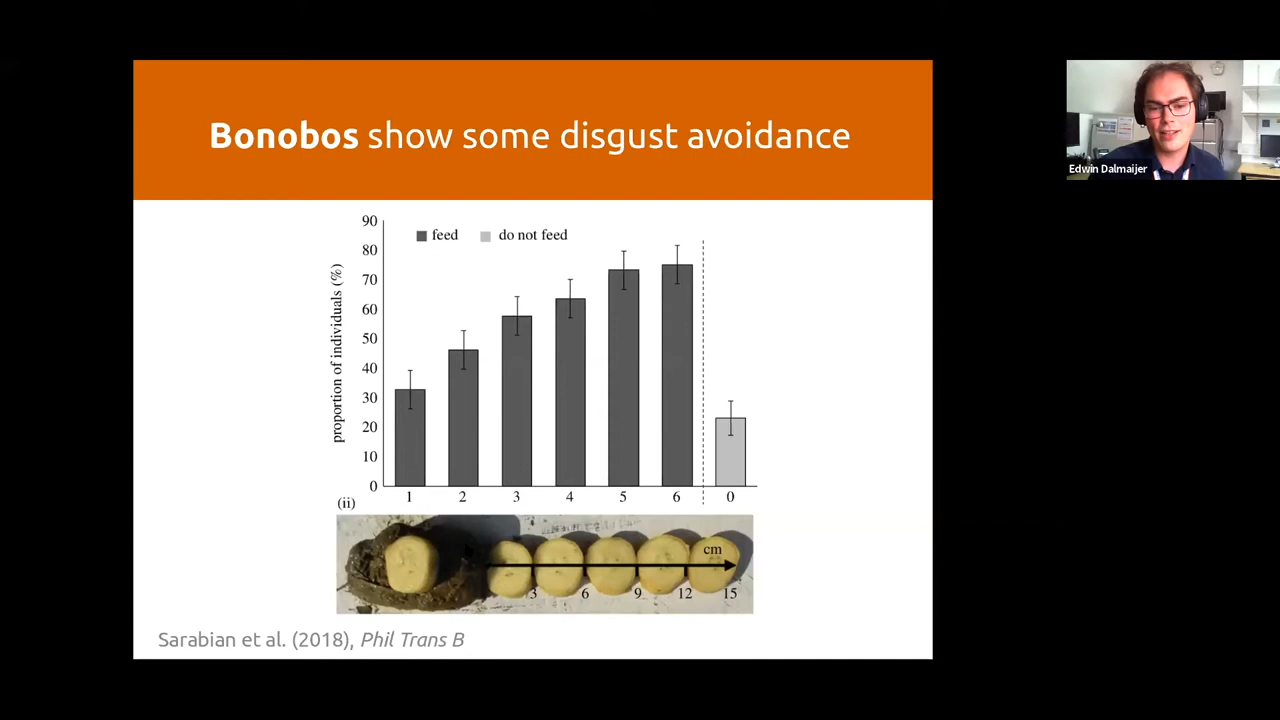 Bonobos show some disgust avoidance
Edwin Dalmaijer
feed
do not feed
proportion of individuals (%)
90
80
70
60
50
40
30
20
10
0
1 2 3 4 5 6 0
(ii)
cm
3 6 9 12 15
Sarabian et al. (2018), Phil Trans B